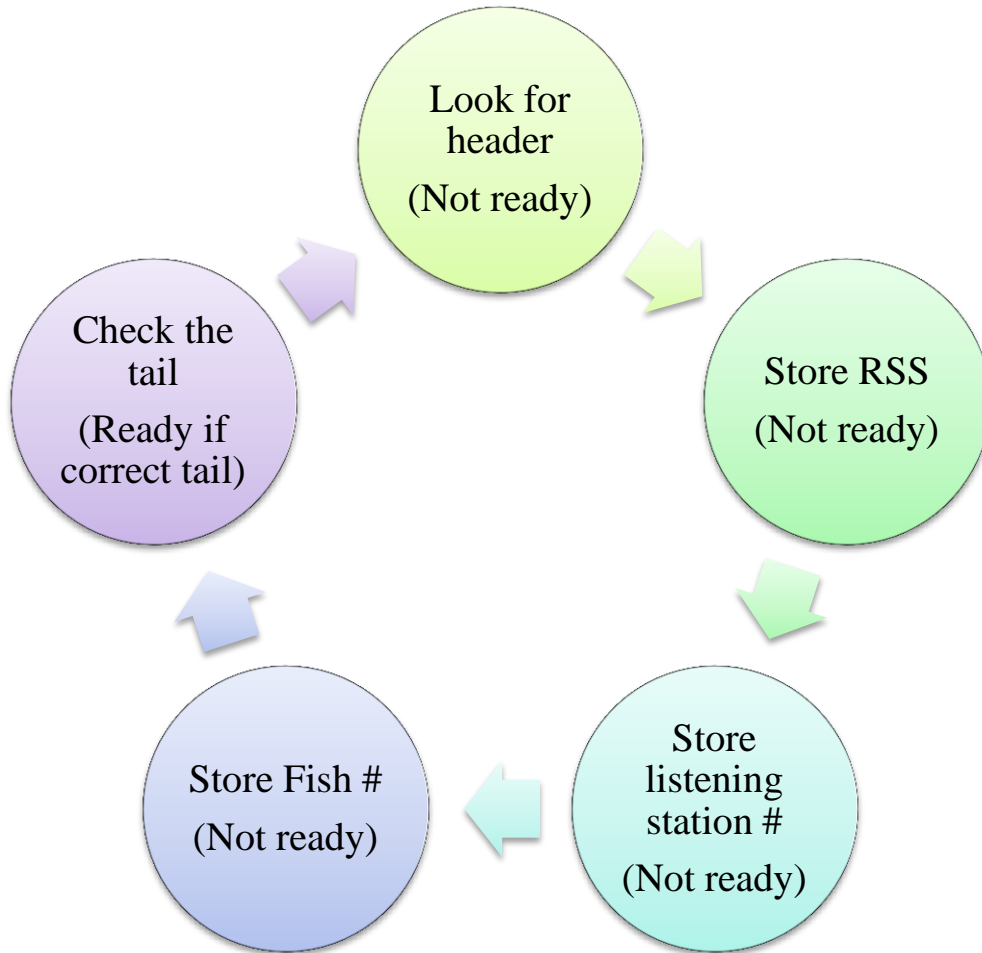 Look for
header
(Not ready)
Store RSS
(Not ready)
Store
listening
station #
(Not ready)
Store Fish #
(Not ready)
Check the
tail
(Ready if
correct tail)